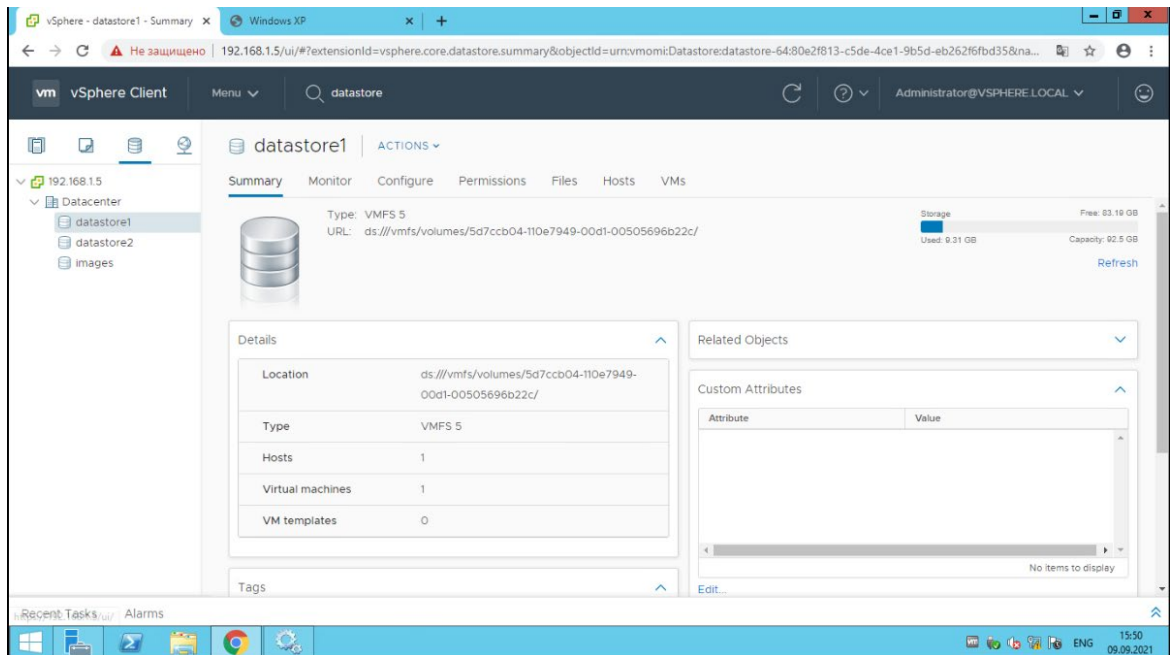 vSphere - datastore1 - Summary
Windows XP
Не защищено 192.168.1.5/ui/#?extensionId=vsphere.core.datastore.summary&objectId=urn:vmomi:Datastore:datastore-64:80e2f813-c5de-4ce1-9b5d-eb262f6fbd35&na...
vm vSphere Client Menu datastore Administrator@VSPHERE.LOCAL
datastore1 ACTIONS
Summary Monitor Configure Permissions Files Hosts VMs
192.168.1.5
Datacenter
datastore1
datastore2
images
Type: VMFS 5
URL: ds:///vmfs/volumes/5d7ccb04-110e7949-00d1-00505696b22c/
Storage Free: 83.19 GB
Used: 9.31 GB Capacity: 92.5 GB
Refresh
Details
Location ds:///vmfs/volumes/5d7ccb04-110e7949-
00d1-00505696b22c/
Type VMFS 5
Hosts 1
Virtual machines 1
VM templates 0
Tags
Related Objects
Custom Attributes
Attribute Value
No items to display
Edit...
Recent Tasks Alarms
ENG 15:50
09.09.2021